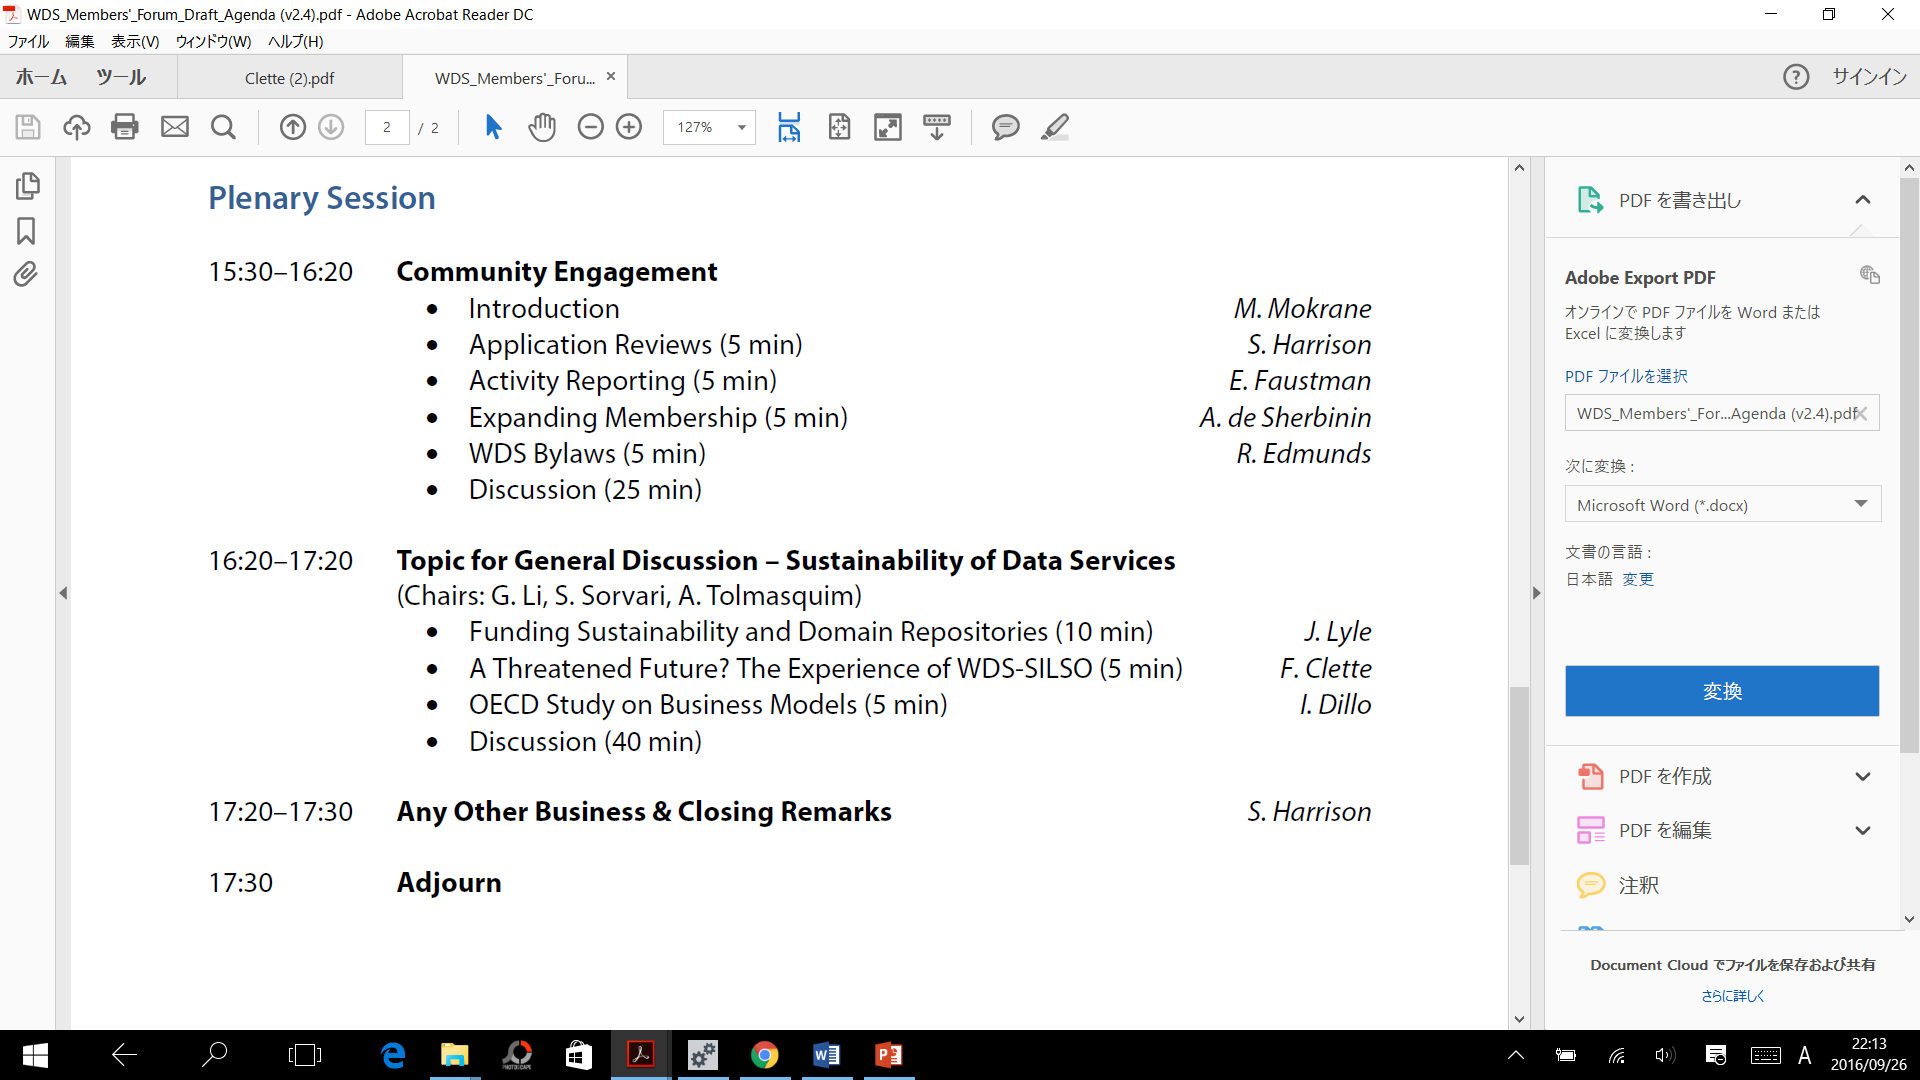 WDS_Members'_Forum_Draft_Agenda (v2.4).pdf - Adobe Acrobat Reader DC
ファイル 編集 表示(V) ウィンドウ(W) ヘルプ(H)
ホーム ツール Clette (2).pdf WDS_Members'_Foru... × ? サインイン
2 / 2 127%
Plenary Session
15:30–16:20 Community Engagement
• Introduction M. Mokrane
• Application Reviews (5 min) S. Harrison
• Activity Reporting (5 min) E. Faustman
• Expanding Membership (5 min) A. de Sherbinin
• WDS Bylaws (5 min) R. Edmunds
• Discussion (25 min)
16:20–17:20 Topic for General Discussion – Sustainability of Data Services
(Chairs: G. Li, S. Sorvari, A. Tolmasquim)
• Funding Sustainability and Domain Repositories (10 min) J. Lyle
• A Threatened Future? The Experience of WDS-SILSO (5 min) F. Clette
• OECD Study on Business Models (5 min) I. Dillo
• Discussion (40 min)
17:20–17:30 Any Other Business & Closing Remarks S. Harrison
17:30 Adjourn
PDF を書き出し
Adobe Export PDF
オンラインで PDF ファイルを Word または
Excel に変換します
PDF ファイルを選択
WDS_Members'_For...Agenda (v2.4).pdf
次に変換 :
Microsoft Word (*.docx)
文書の言語 :
日本語 変更
変換
PDF を作成
PDF を編集
注釈
Document Cloud でファイルを保存および共有
さらに詳しく
A
22:13
2016/09/26